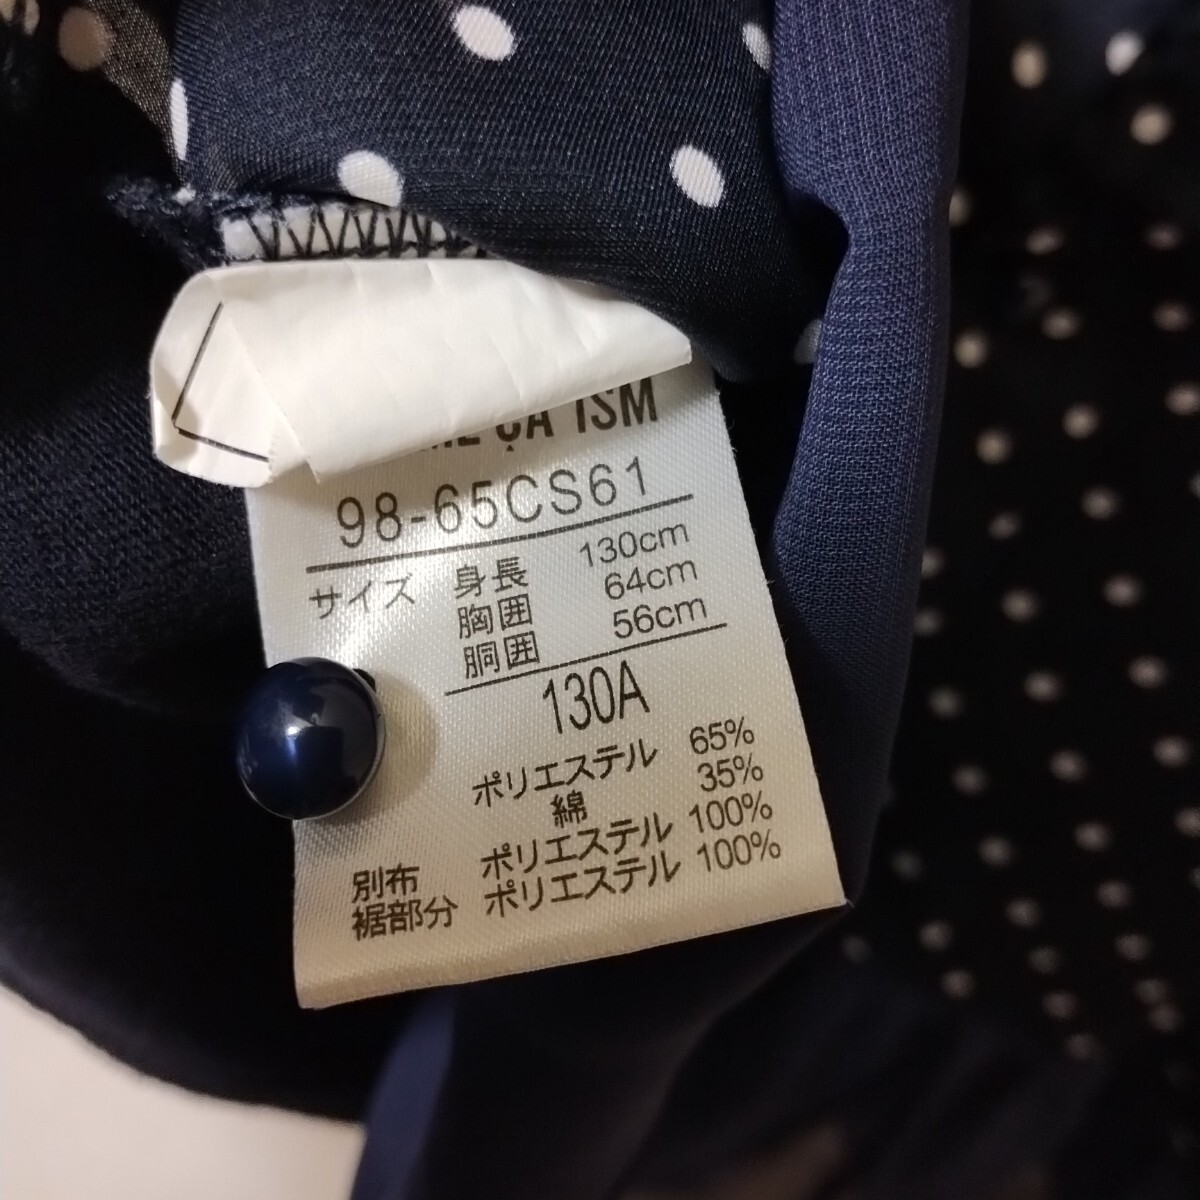 ÇA ISM
98-65CS61
サイズ 身長 130cm
胸囲 64cm
胴囲 56cm
130A
ポリエステル 65%
綿 35%
別布 ポリエステル 100%
裾部分 ポリエステル 100%